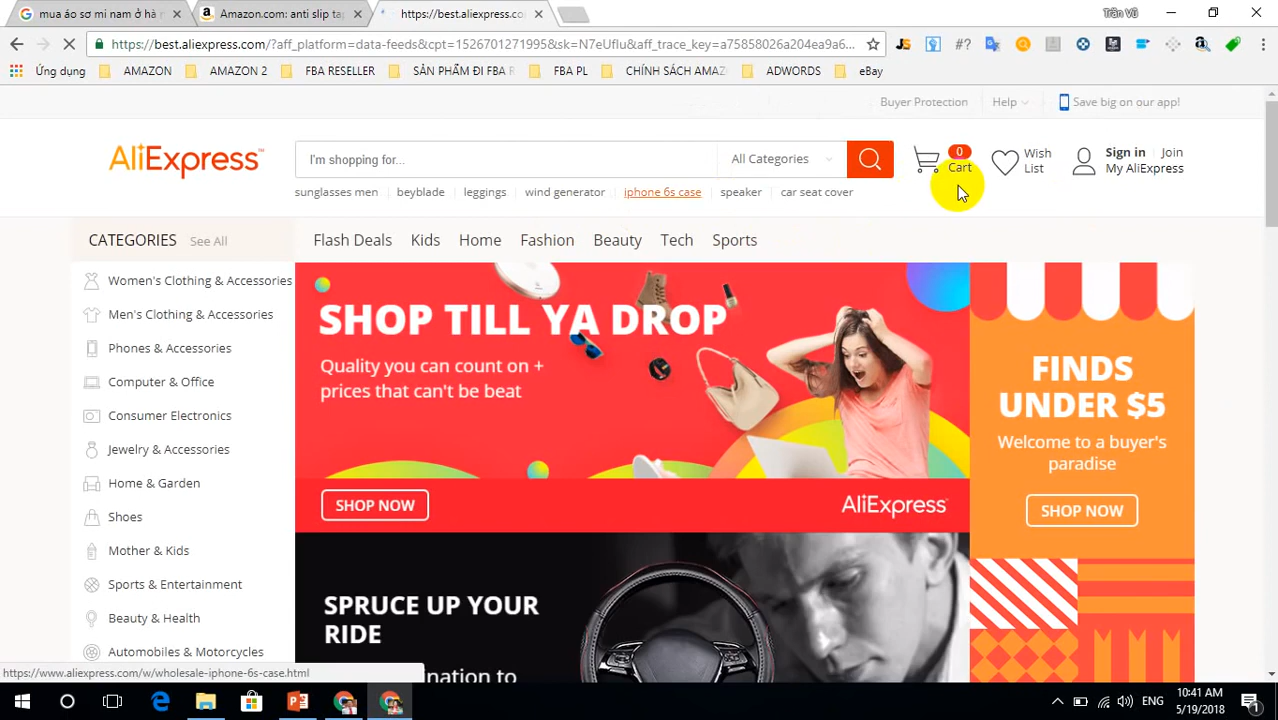 mua áo sơ mi nam ở hà n
Amazon.com: anti slip tap
https://best.aliexpress.co
Trần Vũ
https://best.aliexpress.com/?aff_platform=data-feeds&cpt=1526701271995&sk=N7eUfIu&aff_trace_key=a75858026a204ea9a6...
Ứng dụng AMAZON AMAZON 2 FBA RESELLER SẢN PHẨM ĐI FBA R FBA PL CHÍNH SÁCH AMAZ ADWORDS eBay
Buyer Protection Help Save big on our app!
AliExpress™
I'm shopping for...
All Categories
0
Cart
Wish
List
Sign in Join
My AliExpress
sunglasses men beyblade leggings wind generator iphone 6s case speaker car seat cover
CATEGORIES See All
Flash Deals Kids Home Fashion Beauty Tech Sports
Women's Clothing & Accessories
Men's Clothing & Accessories
Phones & Accessories
Computer & Office
Consumer Electronics
Jewelry & Accessories
Home & Garden
Shoes
Mother & Kids
Sports & Entertainment
Beauty & Health
Automobiles & Motorcycles
SHOP TILL YA DROP
Quality you can count on +
prices that can't be beat
SHOP NOW
AliExpress™
FINDS
UNDER $5
Welcome to a buyer's
paradise
SHOP NOW
SPRUCE UP YOUR
RIDE
ination to
https://www.aliexpress.com/w/wholesale-iphone-6s-case.html
ENG
10:41 AM
5/19/2018
1